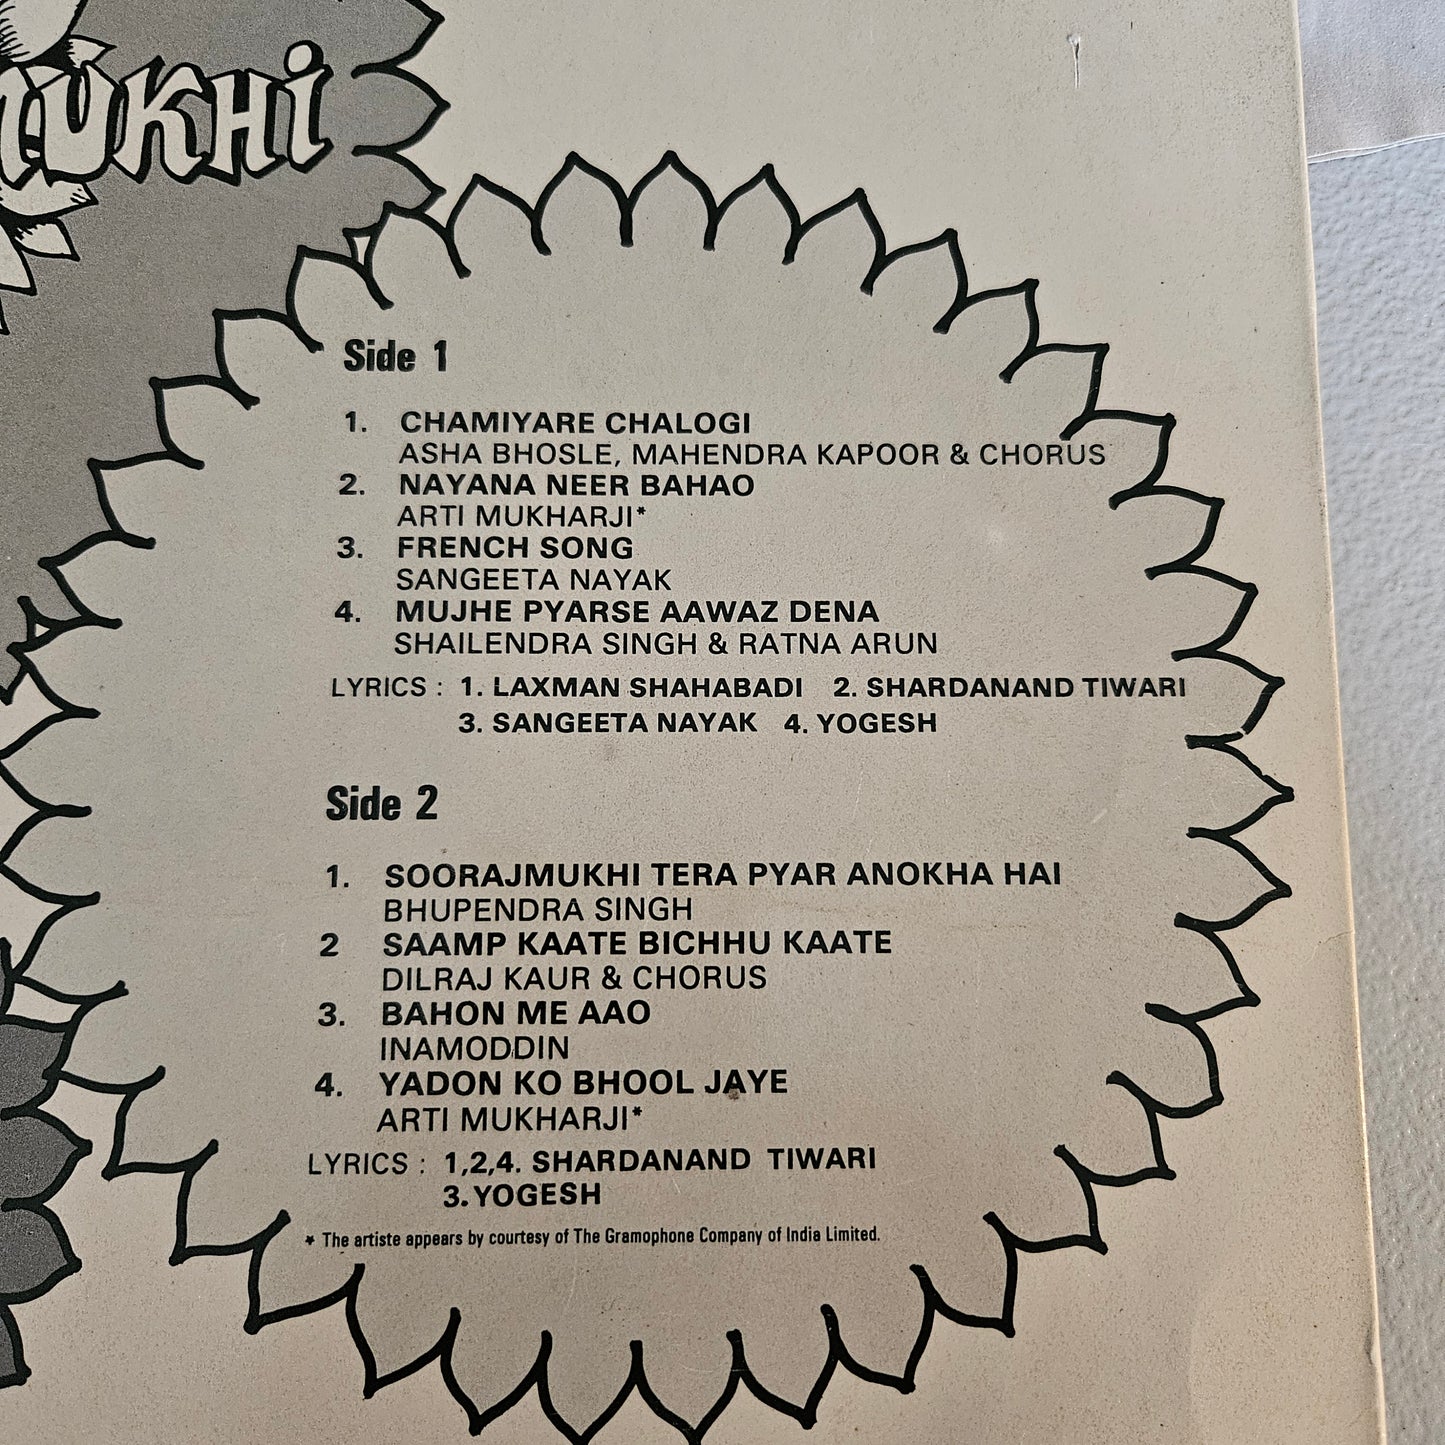 MUKHI
Side 1
1. CHAMIYARE CHALOGI
ASHA BHOSLE, MAHENDRA KAPOOR & CHORUS
2. NAYANA NEER BAHAO
ARTI MUKHARJI*
3. FRENCH SONG
SANGEETA NAYAK
4. MUJHE PYARSE AAWAZ DENA
SHAILENDRA SINGH & RATNA ARUN
LYRICS : 1. LAXMAN SHAHABADI 2. SHARDANAND TIWARI
3. SANGEETA NAYAK 4. YOGESH
Side 2
1. SOORAJMUKHI TERA PYAR ANOKHA HAI
BHUPENDRA SINGH
2 SAAMP KAATE BICHHU KAATE
DILRAJ KAUR & CHORUS
3. BAHON ME AAO
INAMODDIN
4. YADON KO BHOOL JAYE
ARTI MUKHARJI*
LYRICS : 1,2,4. SHARDANAND TIWARI
3. YOGESH
* The artiste appears by courtesy of The Gramophone Company of India Limited.